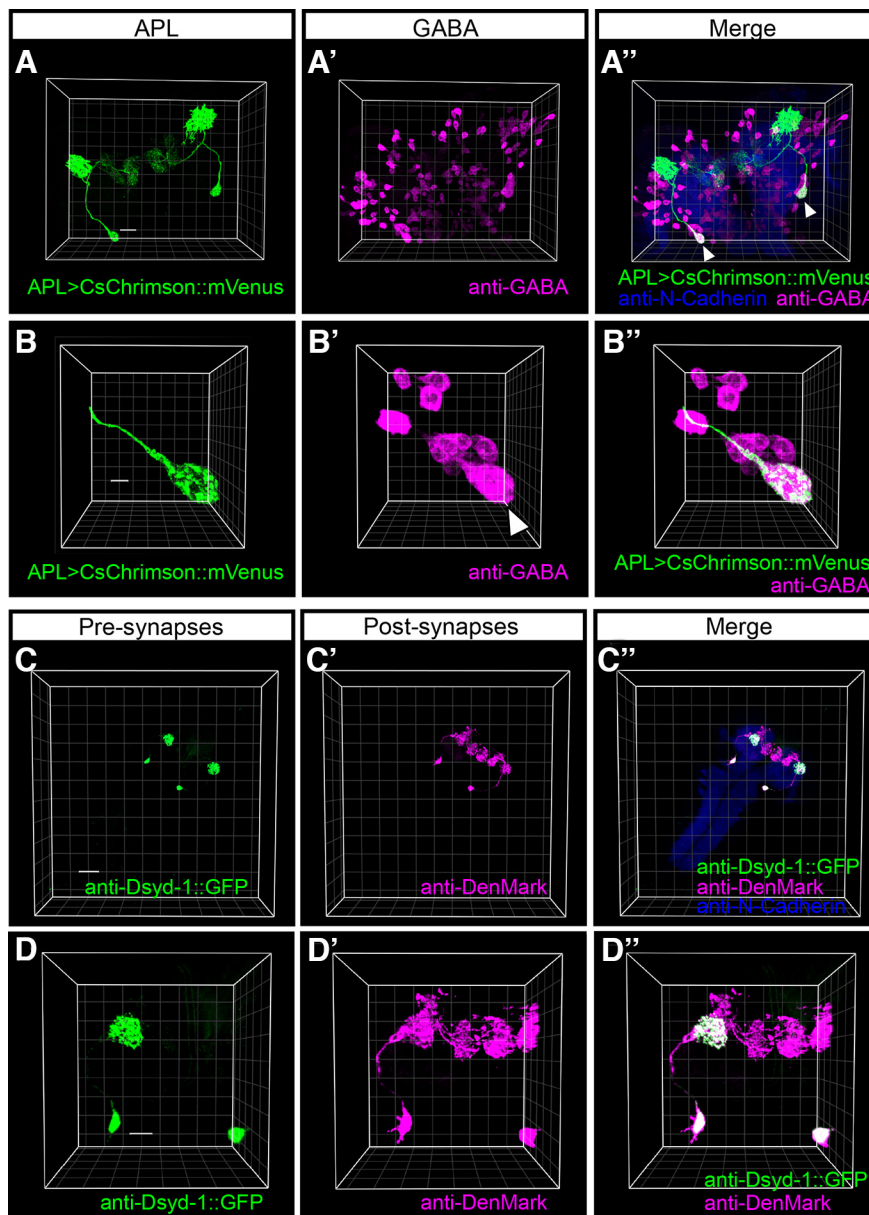 APL GABA Merge
A A' A''
APL>CsChrimson::mVenus anti-GABA APL>CsChrimson::mVenus
anti-N-Cadherin anti-GABA
B B' B''
APL>CsChrimson::mVenus anti-GABA APL>CsChrimson::mVenus
anti-GABA
Pre-synapses Post-synapses Merge
C C' C''
anti-Dsyd-1::GFP anti-DenMark anti-Dsyd-1::GFP
anti-DenMark
anti-N-Cadherin
D D' D''
anti-Dsyd-1::GFP anti-DenMark anti-Dsyd-1::GFP
anti-DenMark